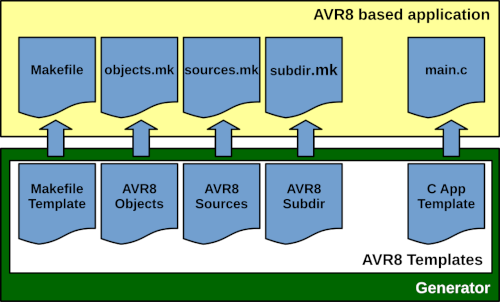 AVR8 based application
Makefile
objects.mk
sources.mk
subdir.mk
main.c
Makefile
Template
AVR8
Objects
AVR8
Sources
AVR8
Subdir
C App
Template
AVR8 Templates
Generator